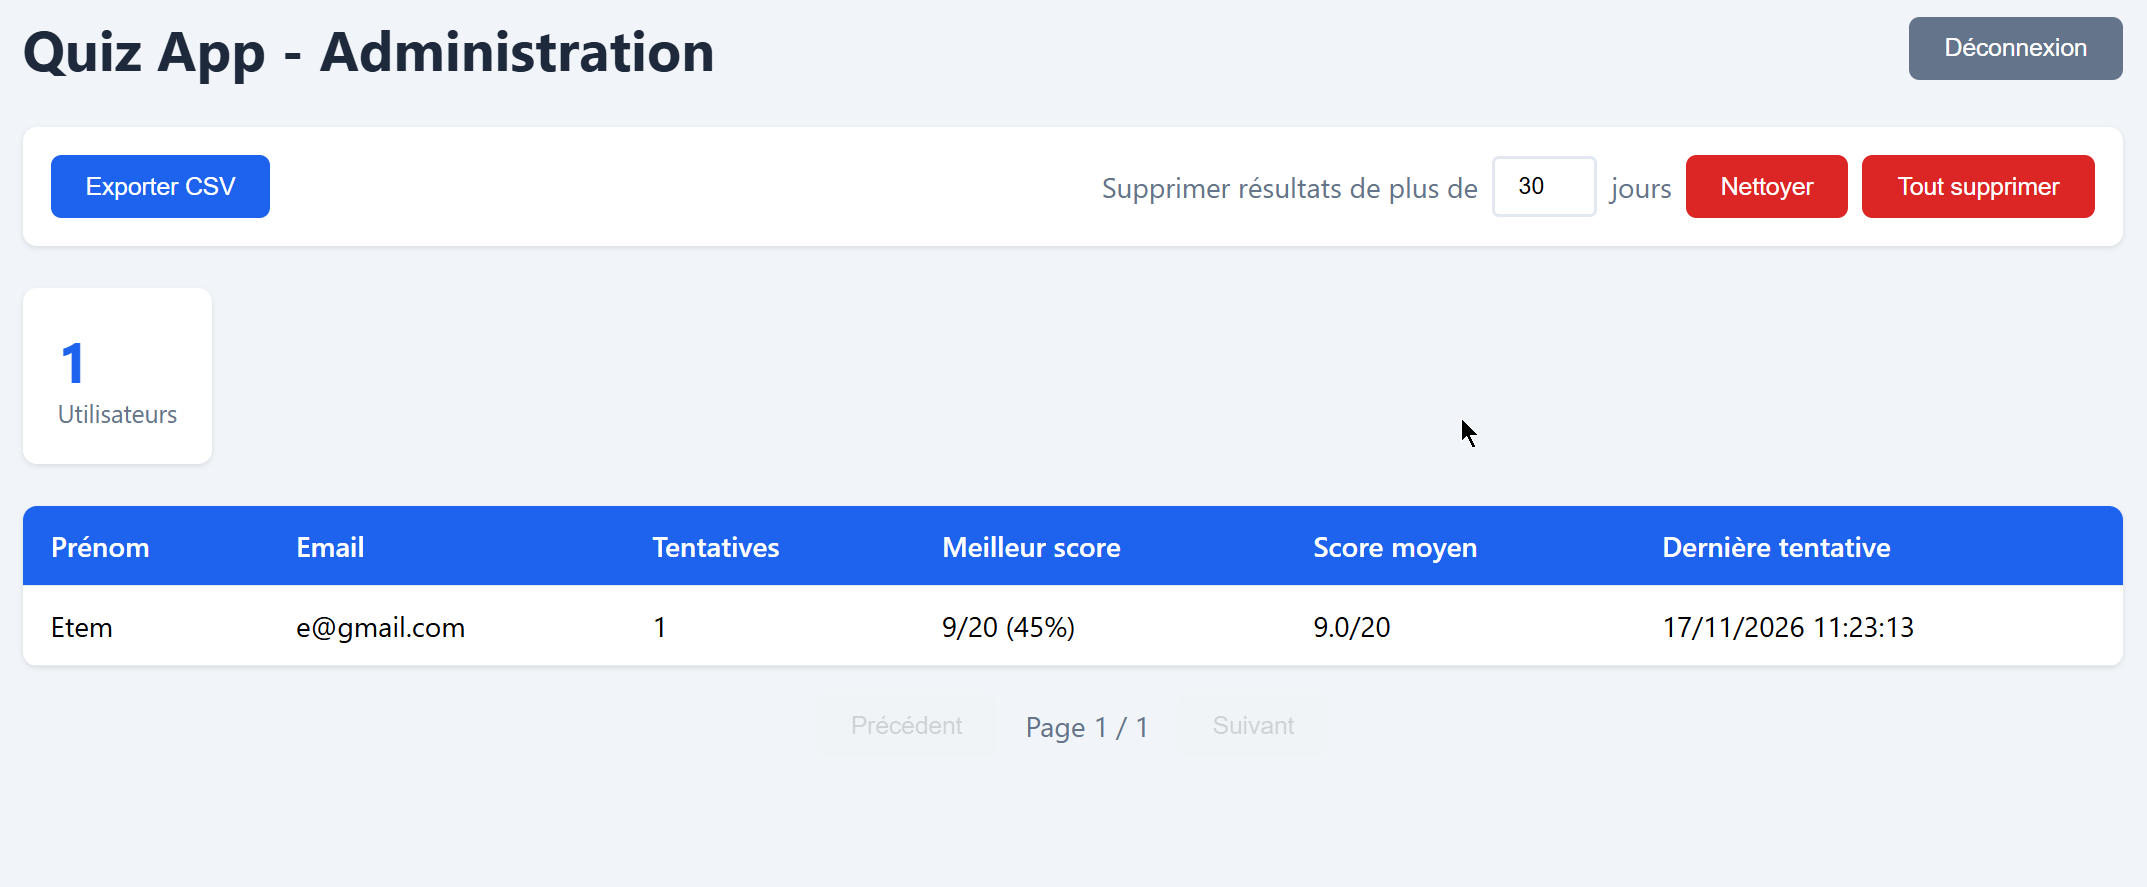 Quiz App - Administration
Déconnexion
Exporter CSV
Supprimer résultats de plus de 30 jours
Nettoyer
Tout supprimer
1
Utilisateurs
Prénom Email Tentatives Meilleur score Score moyen Dernière tentative
Etem e@gmail.com 1 9/20 (45%) 9.0/20 17/11/2026 11:23:13
Précédent Page 1 / 1 Suivant